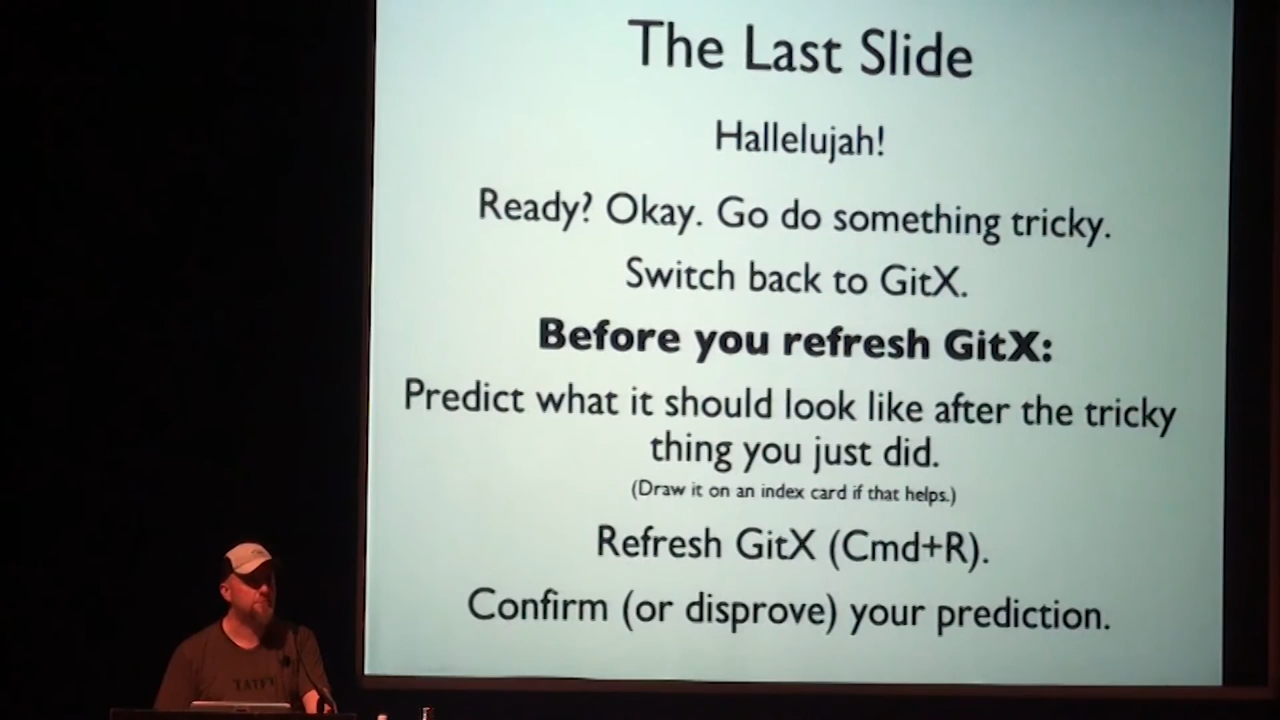 The Last Slide
Hallelujah!
Ready? Okay. Go do something tricky.
Switch back to GitX.
Before you refresh GitX:
Predict what it should look like after the tricky
thing you just did.
(Draw it on an index card if that helps.)
Refresh GitX (Cmd+R).
Confirm (or disprove) your prediction.